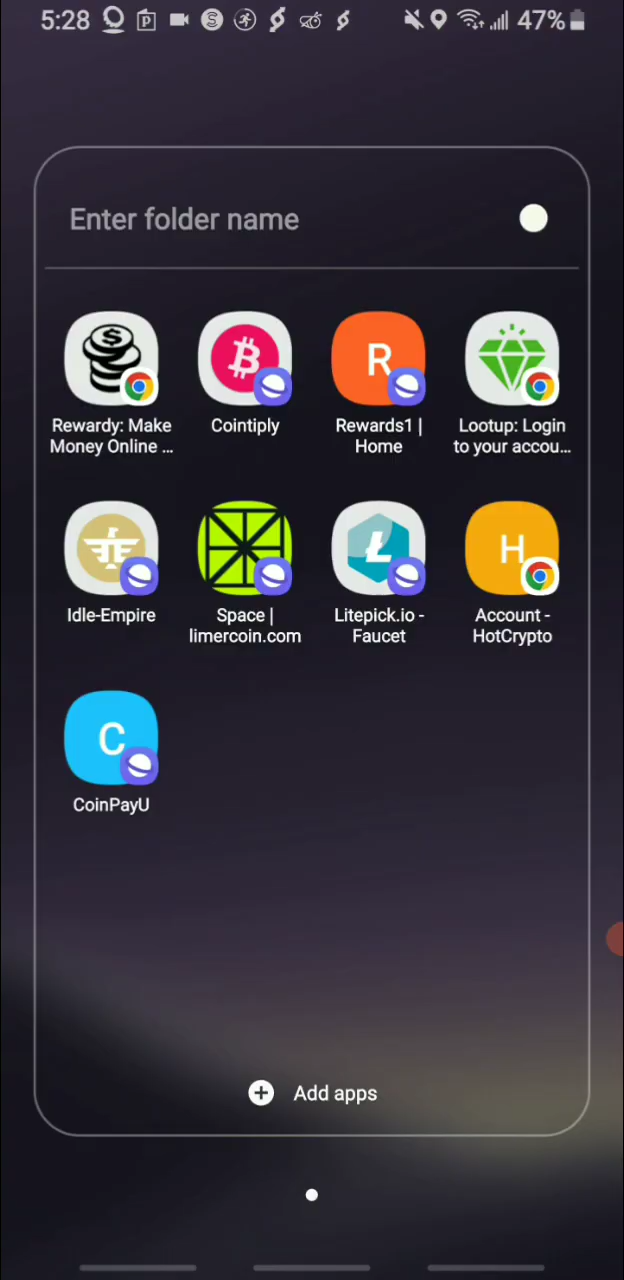 5:28
47%
Enter folder name
Rewardy: Make
Money Online ...
Cointiply
R
Rewards1 |
Home
Lootup: Login
to your accou...
Idle-Empire
Space |
limercoin.com
Litepick.io -
Faucet
H
Account -
HotCrypto
C
CoinPayU
Add apps